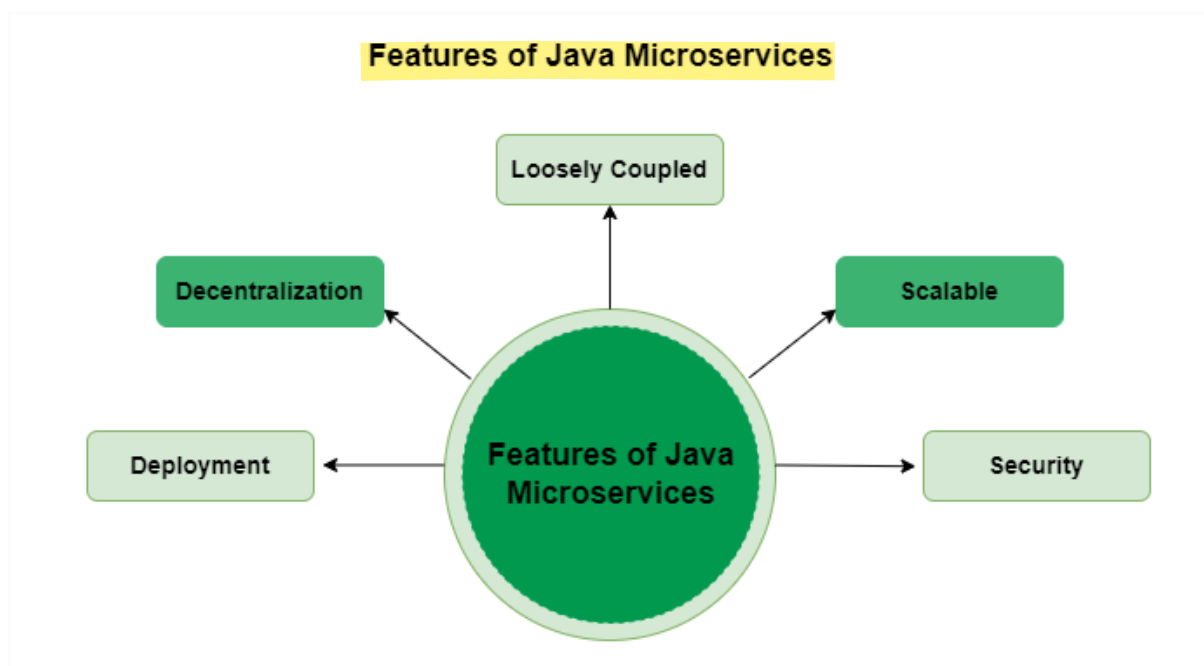 Features of Java Microservices
Loosely Coupled
Decentralization
Scalable
Deployment
Features of Java
Microservices
Security